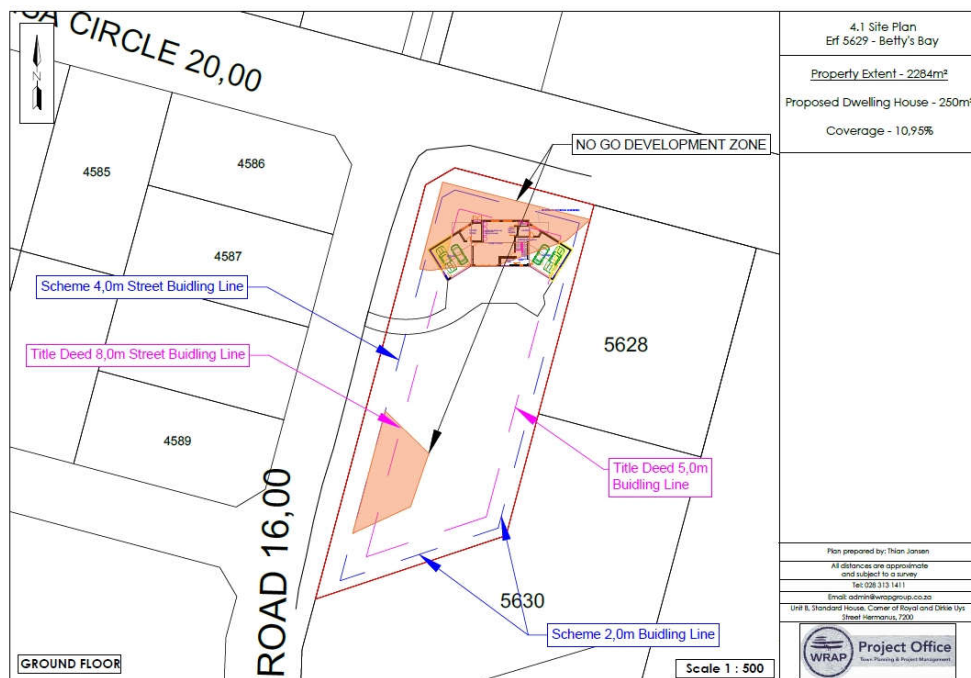 SA CIRCLE 20,00
N
4585
4586
4587
4589
NO GO DEVELOPMENT ZONE
Scheme 4,0m Street Buidling Line
Title Deed 8,0m Street Buidling Line
5628
Title Deed 5,0m
Buidling Line
ROAD 16,00
5630
Scheme 2,0m Buidling Line
GROUND FLOOR
Scale 1 : 500
4.1 Site Plan
Erf 5629 - Betty's Bay
Property Extent - 2284m²
Proposed Dwelling House - 250m²
Coverage - 10,95%
Plan prepared by: Thian Jansen
All distances are approximate
and subject to a survey
Tel: 028 313 1411
Email: admin@wrapgroup.co.za
Unit B, Standard House, Corner of Royal and Dirkie Uys
Street Hermanus, 7200
WRAP
Project Office
Town Planning & Project Management